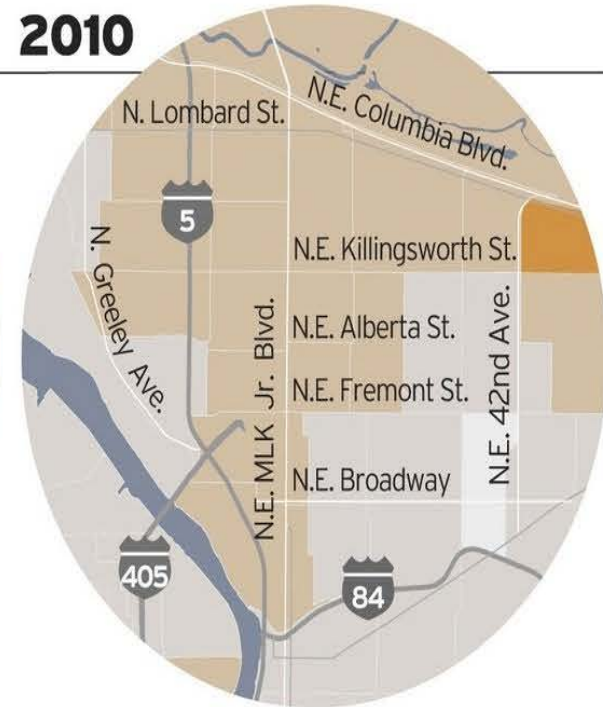 2010
N. Lombard St.
N.E. Columbia Blvd.
5
N.E. Killingsworth St.
N. Greeley Ave.
N.E. MLK Jr. Blvd.
N.E. Alberta St.
N.E. 42nd Ave.
N.E. Fremont St.
N.E. Broadway
405
84